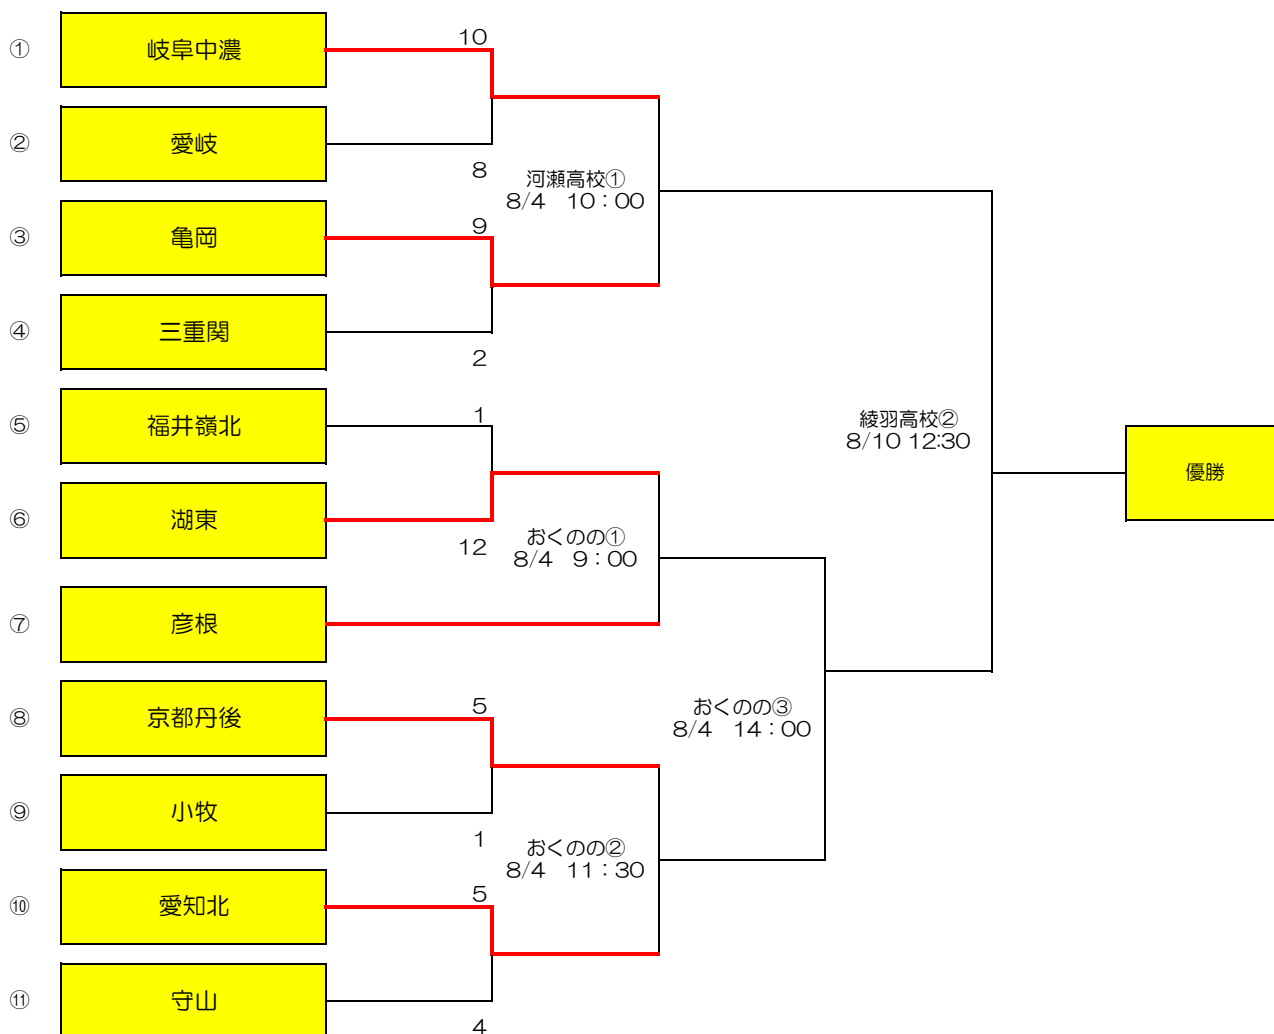 ① 岐阜中濃 10
② 愛岐 8
河瀬高校①
8/4 10：00
③ 亀岡 9
④ 三重関 2
⑤ 福井嶺北 1
綾羽高校②
8/10 12:30
優勝
⑥ 湖東 12
おくのの①
8/4 9：00
⑦ 彦根
⑧ 京都丹後 5
おくのの③
8/4 14：00
⑨ 小牧 1
おくのの②
8/4 11：30
⑩ 愛知北 5
⑪ 守山 4